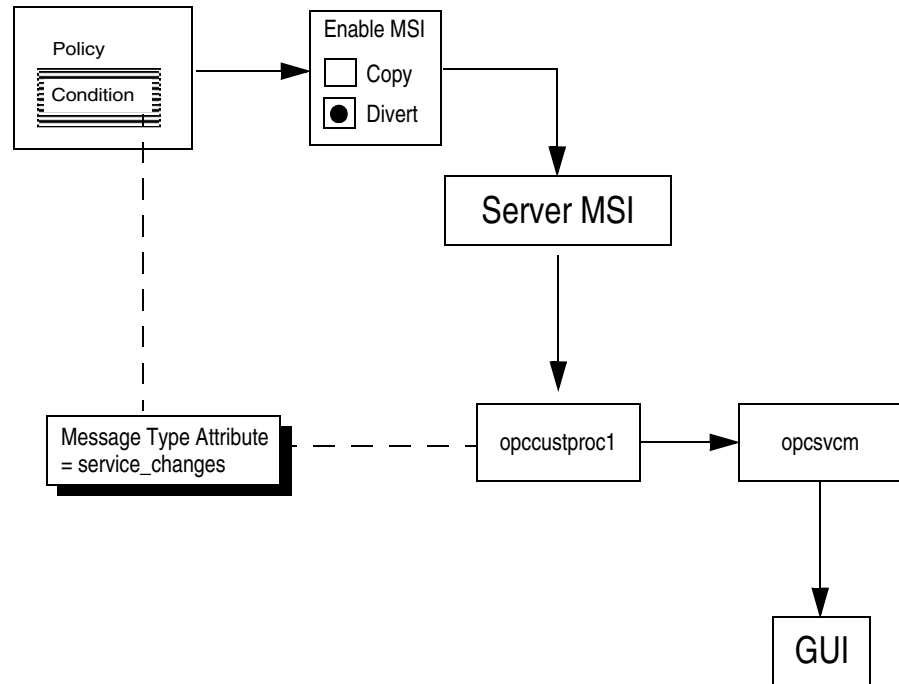 Policy
Condition
Enable MSI
Copy
Divert
Server MSI
Message Type Attribute
= service_changes
opccustproc1
opcsvcm
GUI